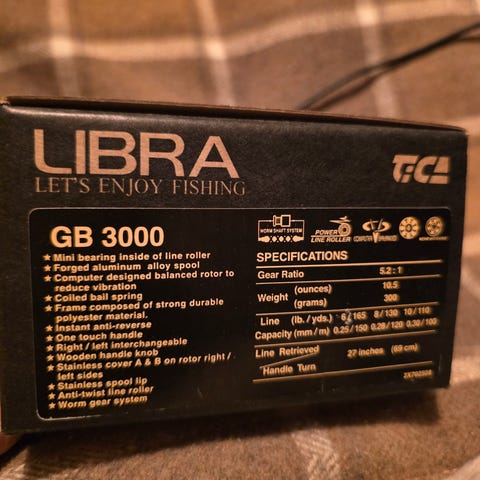 LIBRA
LET'S ENJOY FISHING
TiCA
GB 3000
★ Mini bearing inside of line roller
★ Forged aluminum alloy spool
★ Computer designed balanced rotor to
reduce vibration
★ Coiled bail spring
★ Frame composed of strong durable
polyester material.
★ Instant anti-reverse
★ One touch handle
★ Right / left interchangeable
★ Wooden handle knob
★ Stainless cover A & B on rotor right /
left sides
★ Stainless spool lip
★ Anti-twist line roller
★ Worm gear system
WORM SHAFT SYSTEM
POWER
LINE ROLLER
COMPUTER BALANCED
SPECIFICATIONS
Gear Ratio 5.2 : 1
Weight (ounces) 10.5
(grams) 300
Line (lb. / yds.) 6/165 8/130 10/110
Capacity (mm / m) 0.25/150 0.28/120 0.30/100
Line Retrieved 27 inches (69 cm)
Handle Turn